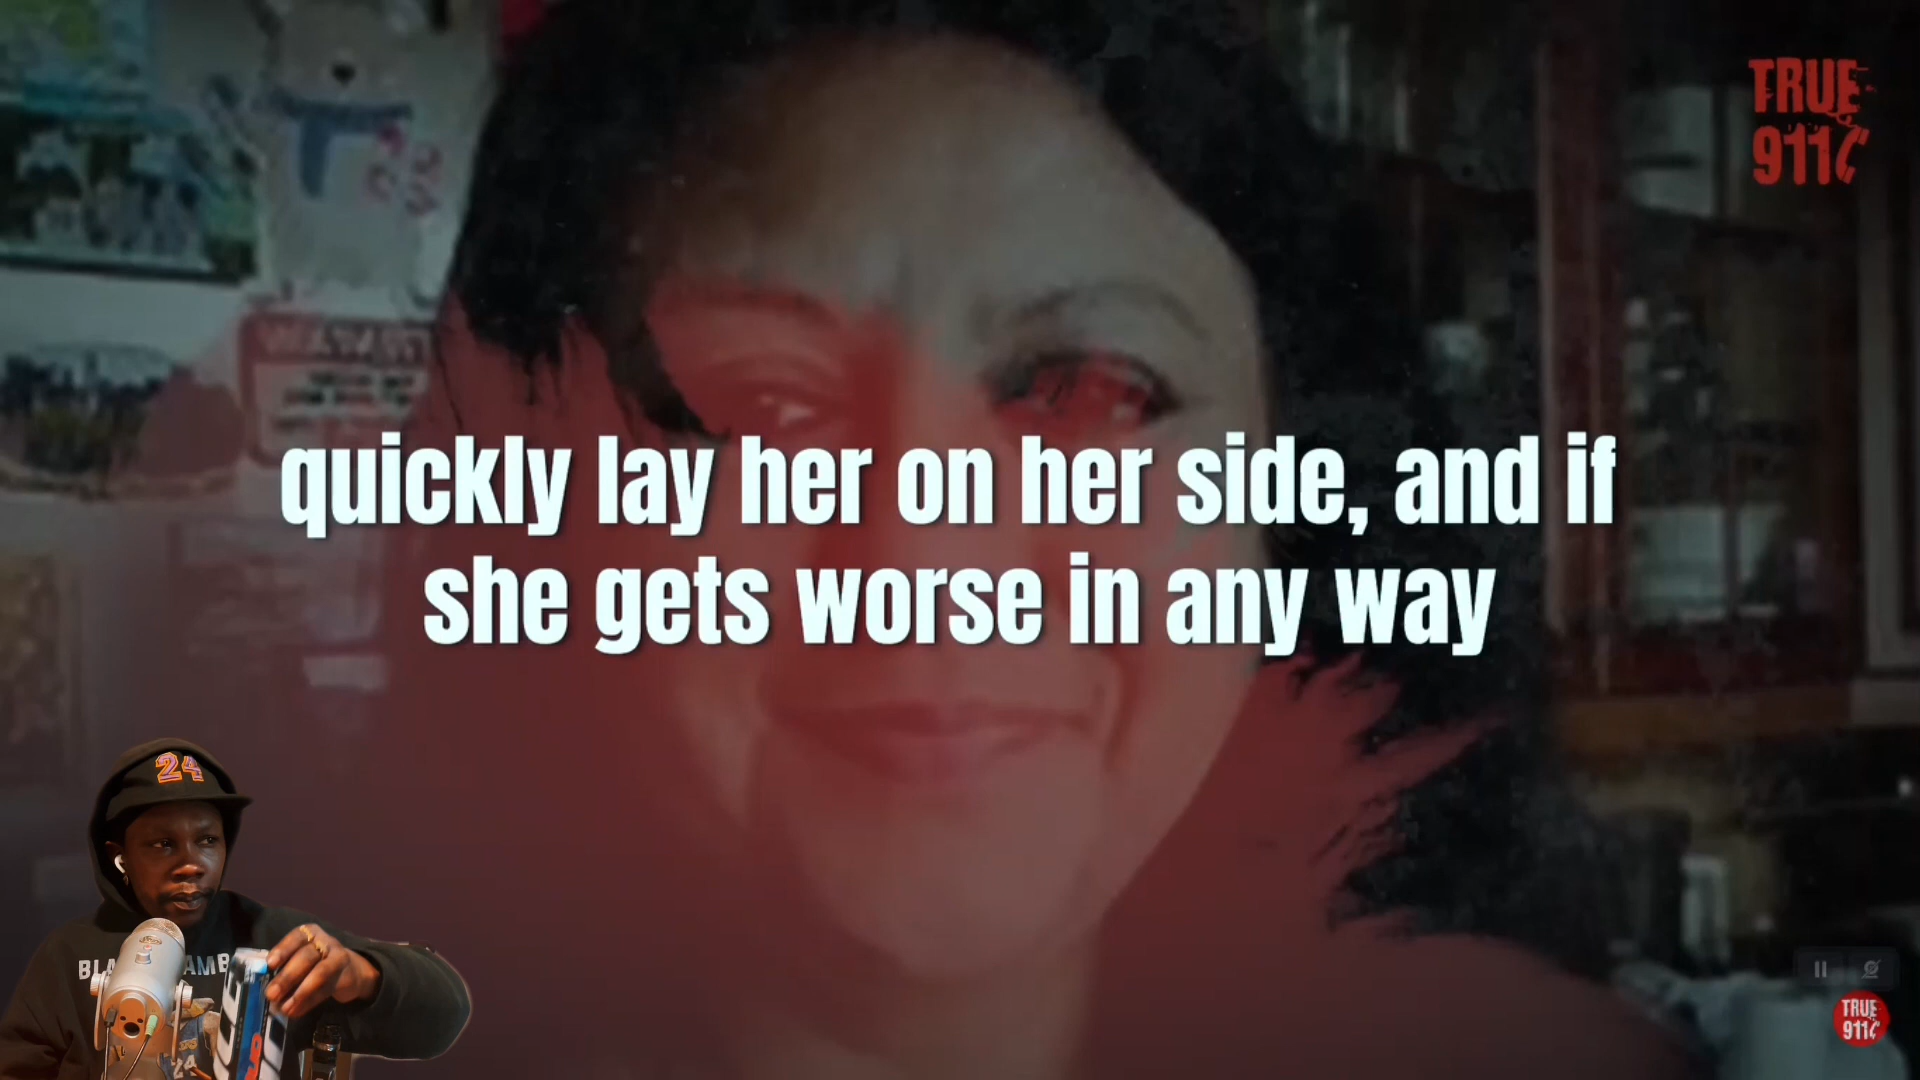 TRUE
911
quickly lay her on her side, and if
she gets worse in any way
24
24
TRUE
911